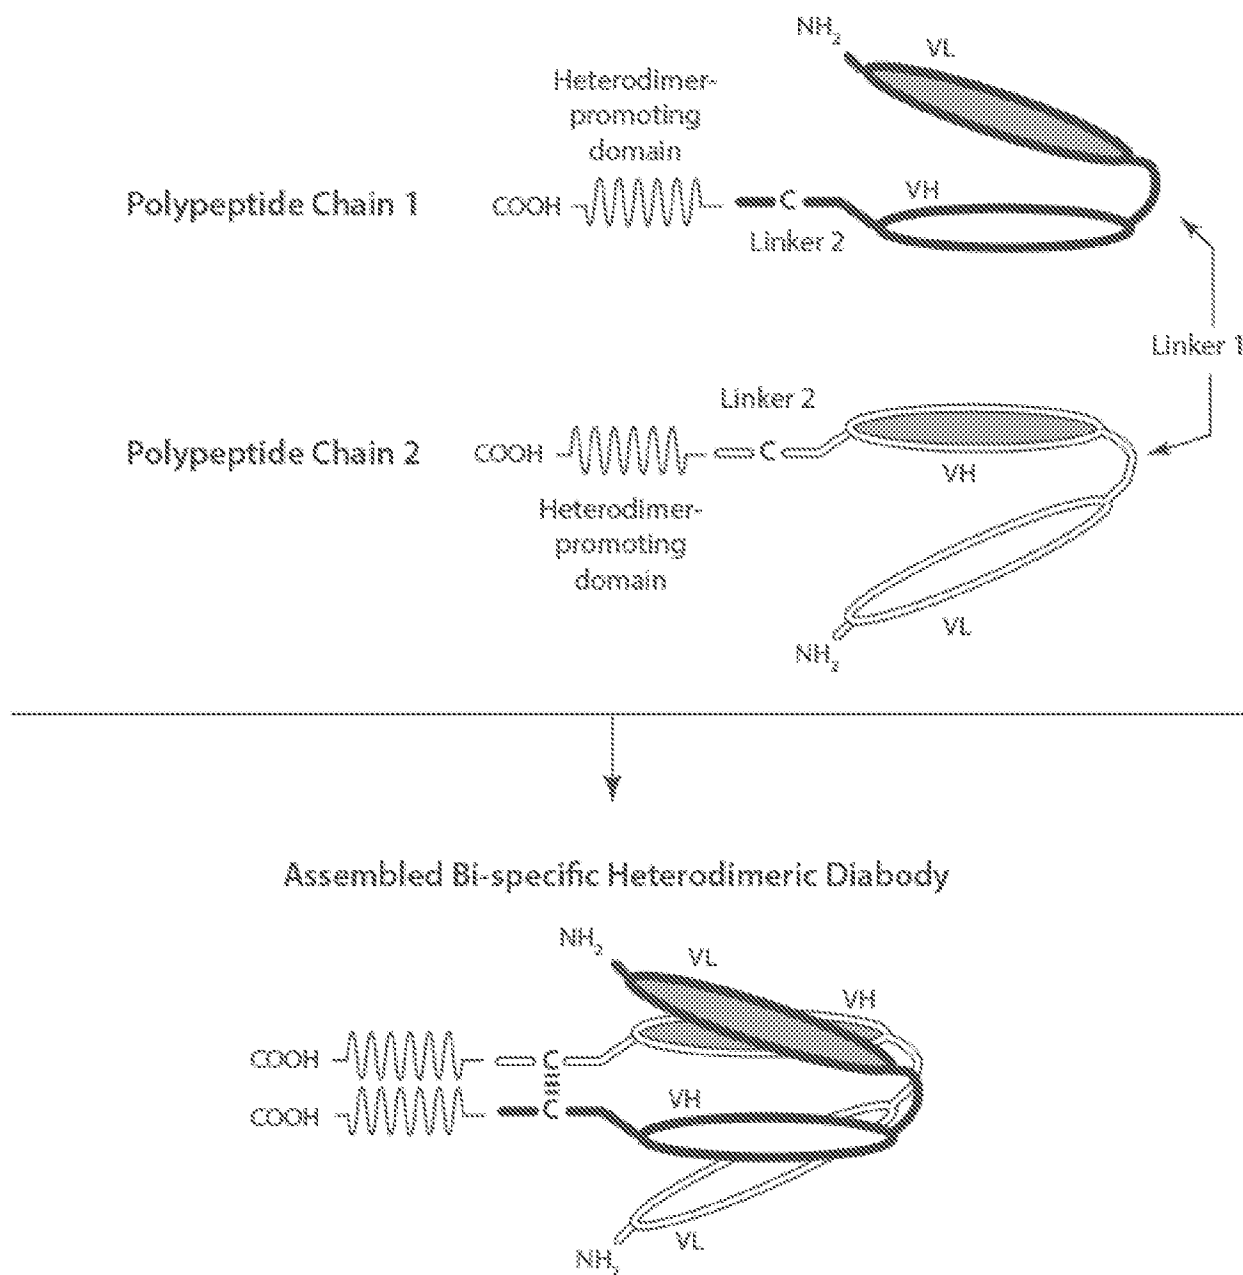 NH2
VL
Heterodimer-
promoting
domain
Polypeptide Chain 1
COOH
C
VH
Linker 2
Linker 1
Linker 2
Polypeptide Chain 2
COOH
C
VH
Heterodimer-
promoting
domain
VL
NH2
Assembled Bi-specific Heterodimeric Diabody
NH2
VL
VH
COOH
C
COOH
C
VH
VL
NH2